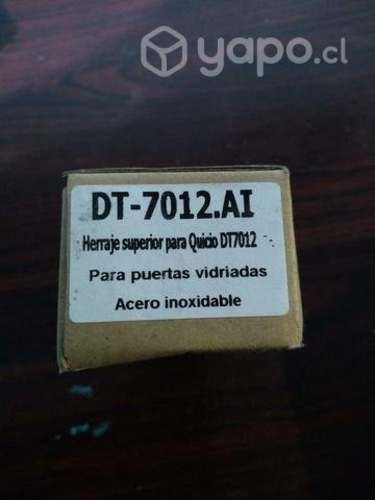 yapo.cl
DT-7012.AI
Herraje superior para Quicio DT7012
Para puertas vidriadas
Acero inoxidable